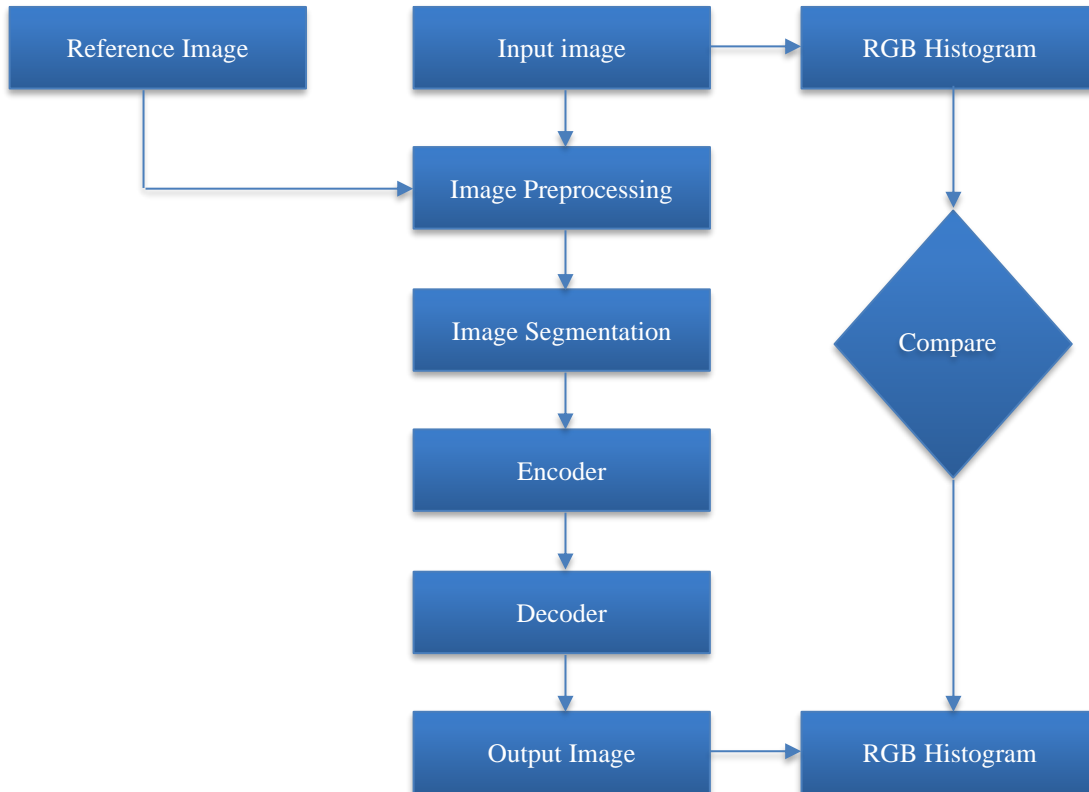 Reference Image
Input image
RGB Histogram
Image Preprocessing
Image Segmentation
Compare
Encoder
Decoder
Output Image
RGB Histogram